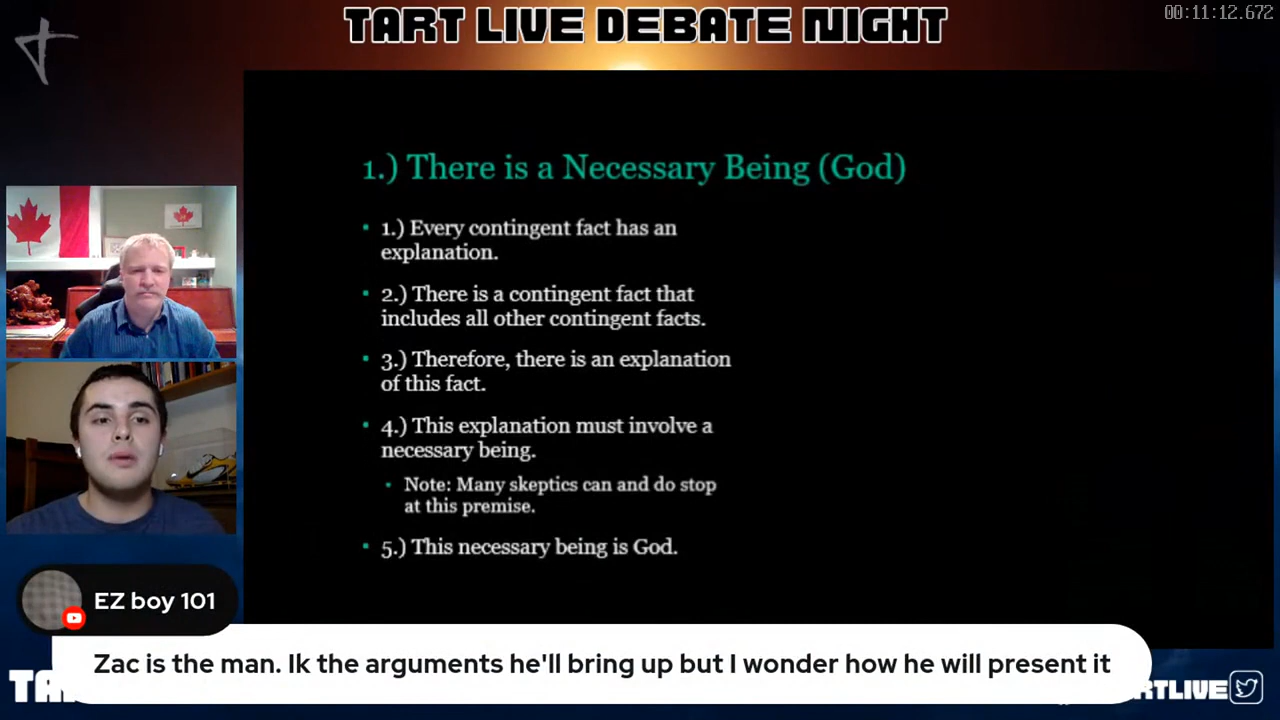 00:11:12.672
TART LIVE DEBATE NIGHT
1.) There is a Necessary Being (God)
1.) Every contingent fact has an
explanation.
2.) There is a contingent fact that
includes all other contingent facts.
3.) Therefore, there is an explanation
of this fact.
4.) This explanation must involve a
necessary being.
Note: Many skeptics can and do stop
at this premise.
5.) This necessary being is God.
EZ boy 101
Zac is the man. Ik the arguments he'll bring up but I wonder how he will present it